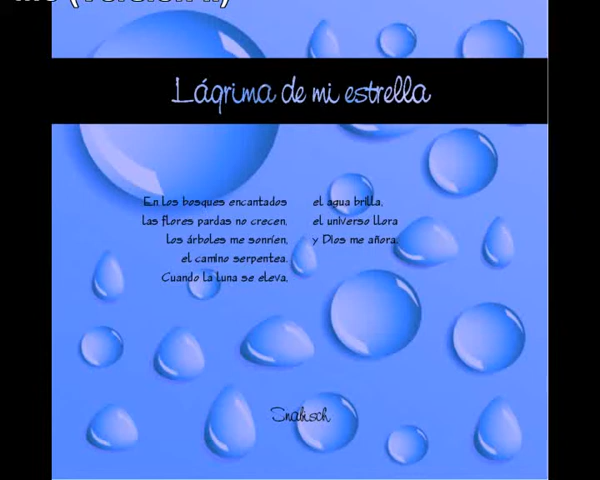 Lágrima de mi estrella
En los bosques encantados
las flores pardas no crecen,
los árboles me sonríen,
el camino serpentea.
Cuando la luna se eleva,
el agua brilla,
el universo llora
y Dios me añora.